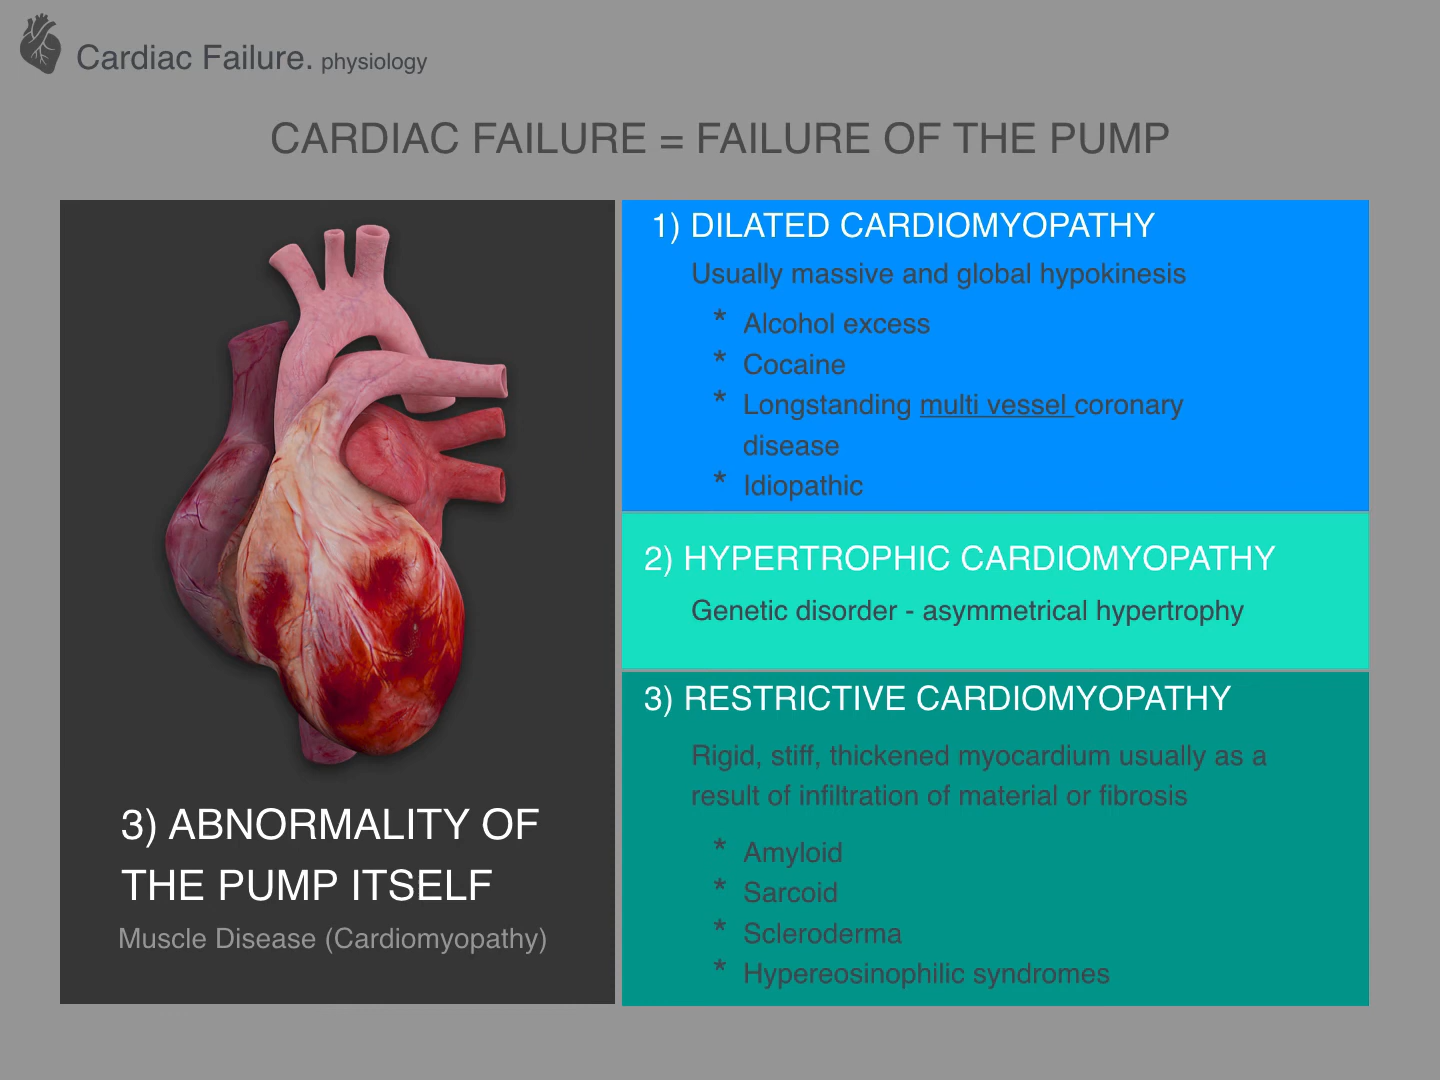 Cardiac Failure. physiology
CARDIAC FAILURE = FAILURE OF THE PUMP
3) ABNORMALITY OF
THE PUMP ITSELF
Muscle Disease (Cardiomyopathy)
1) DILATED CARDIOMYOPATHY
Usually massive and global hypokinesis
* Alcohol excess
* Cocaine
* Longstanding multi vessel coronary
disease
* Idiopathic
2) HYPERTROPHIC CARDIOMYOPATHY
Genetic disorder - asymmetrical hypertrophy
3) RESTRICTIVE CARDIOMYOPATHY
Rigid, stiff, thickened myocardium usually as a
result of infiltration of material or fibrosis
* Amyloid
* Sarcoid
* Scleroderma
* Hypereosinophilic syndromes